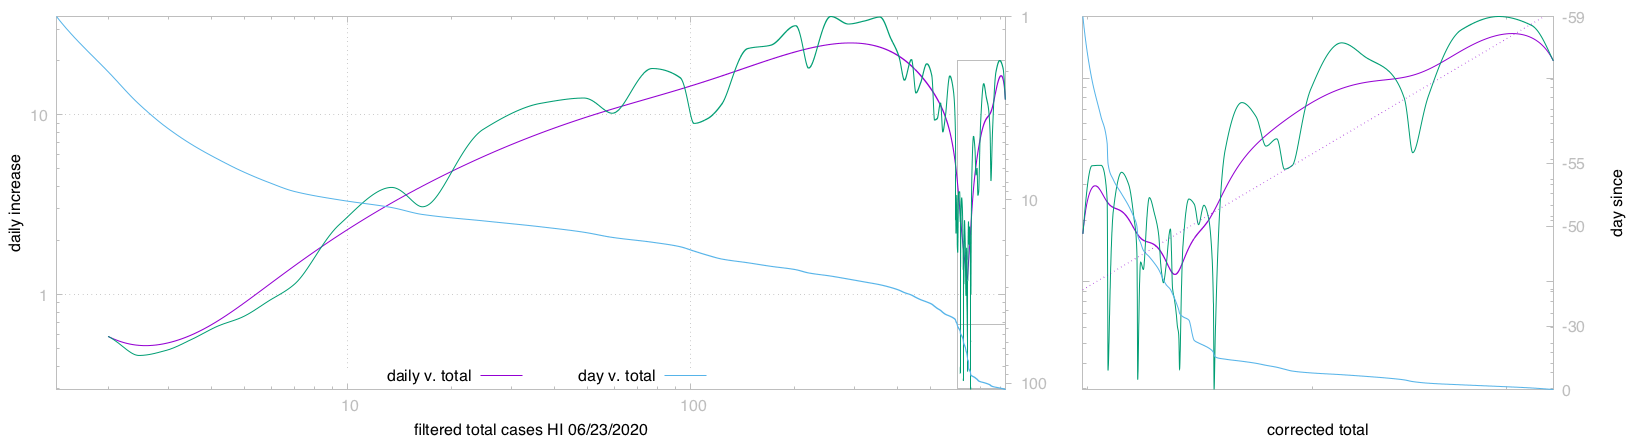 1
-59
10
-55
10
-50
1
-30
daily v. total
day v. total
100
0
10
100
daily increase
day since
filtered total cases HI 06/23/2020
corrected total